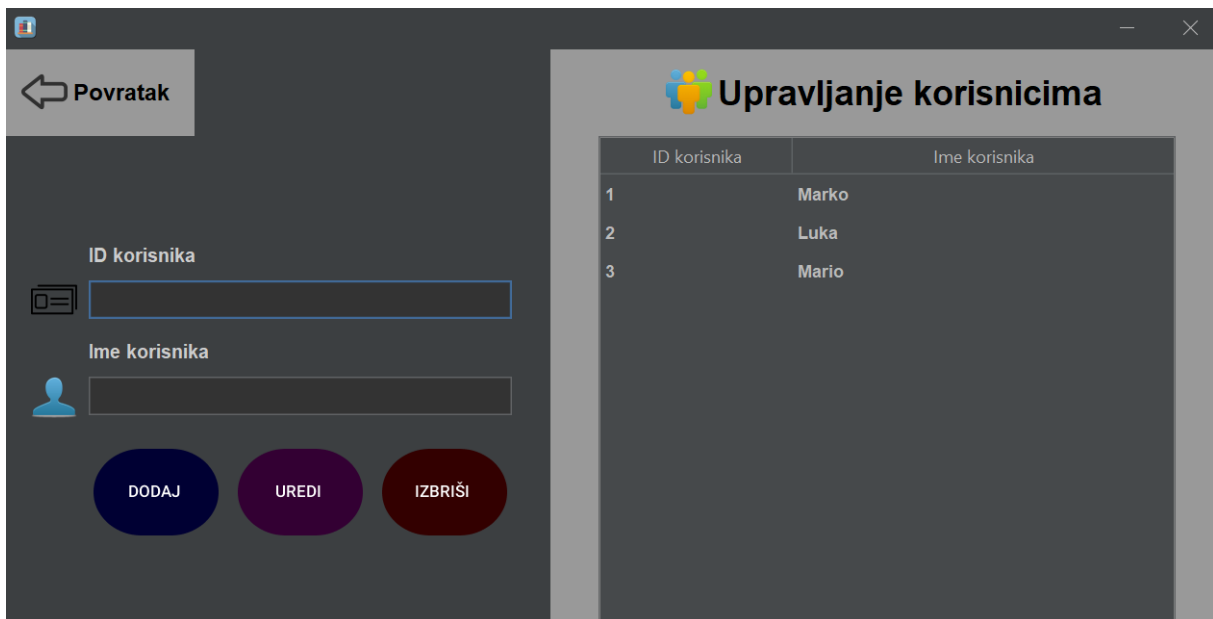 Povratak
Upravljanje korisnicima
ID korisnika
Ime korisnika
DODAJ UREDI IZBRIŠI
ID korisnika Ime korisnika
1 Marko
2 Luka
3 Mario